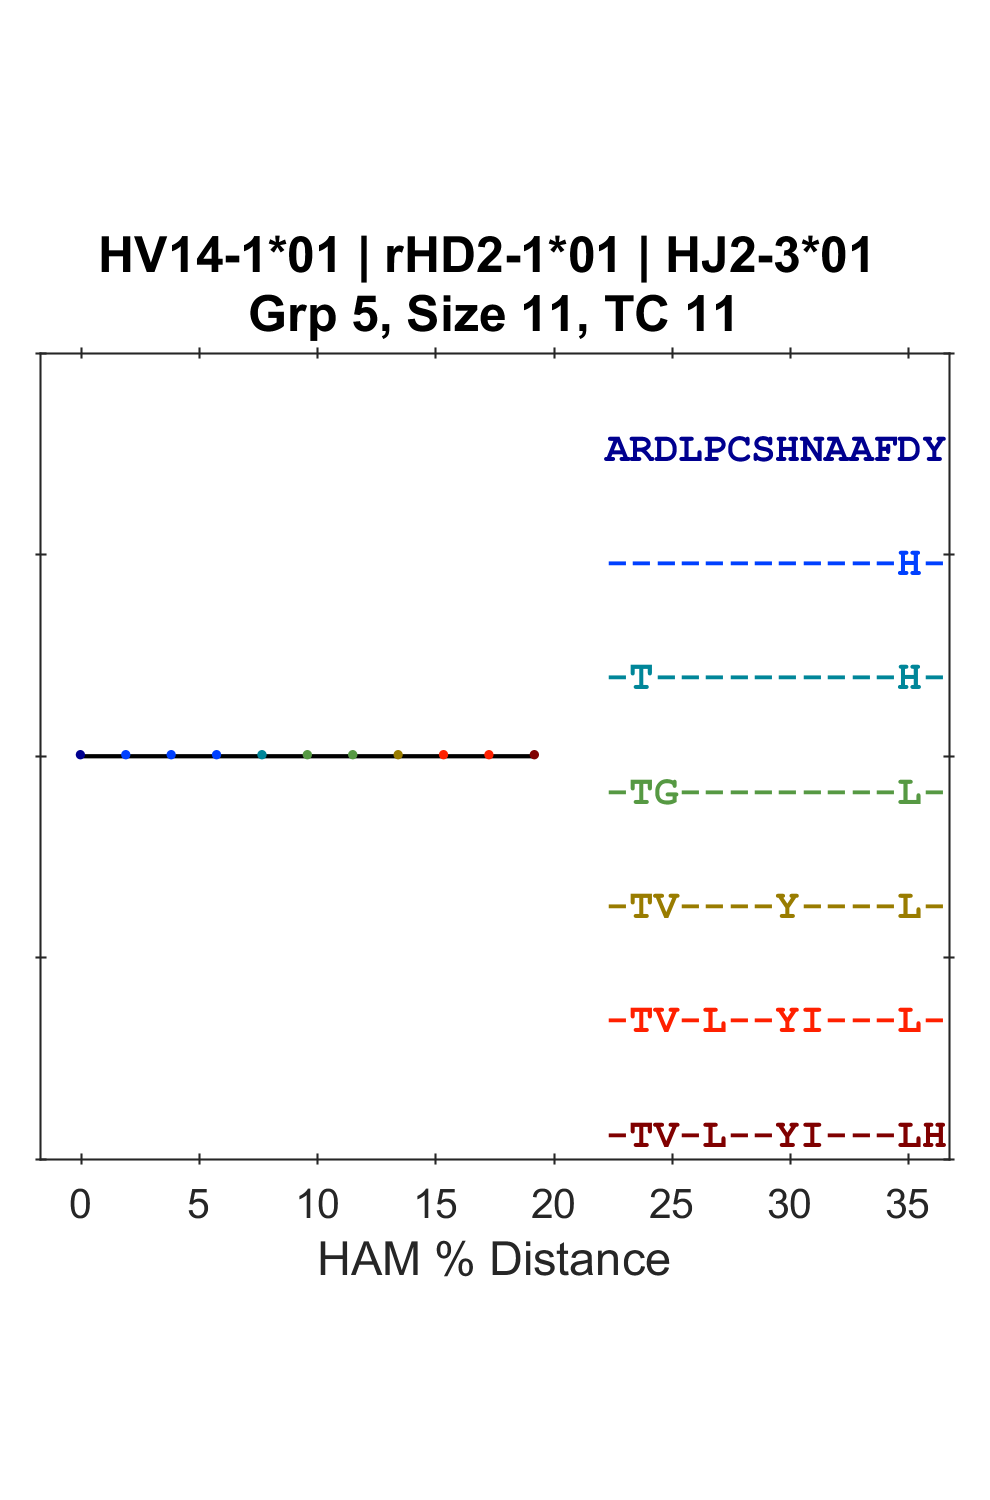 HV14-1*01 | rHD2-1*01 | HJ2-3*01
Grp 5, Size 11, TC 11
ARDLPCSHNAAFDY
------------H-
-T----------H-
-TG---------L-
-TV----Y----L-
-TV-L--YI---L-
-TV-L--YI---LH
0 5 10 15 20 25 30 35
HAM % Distance